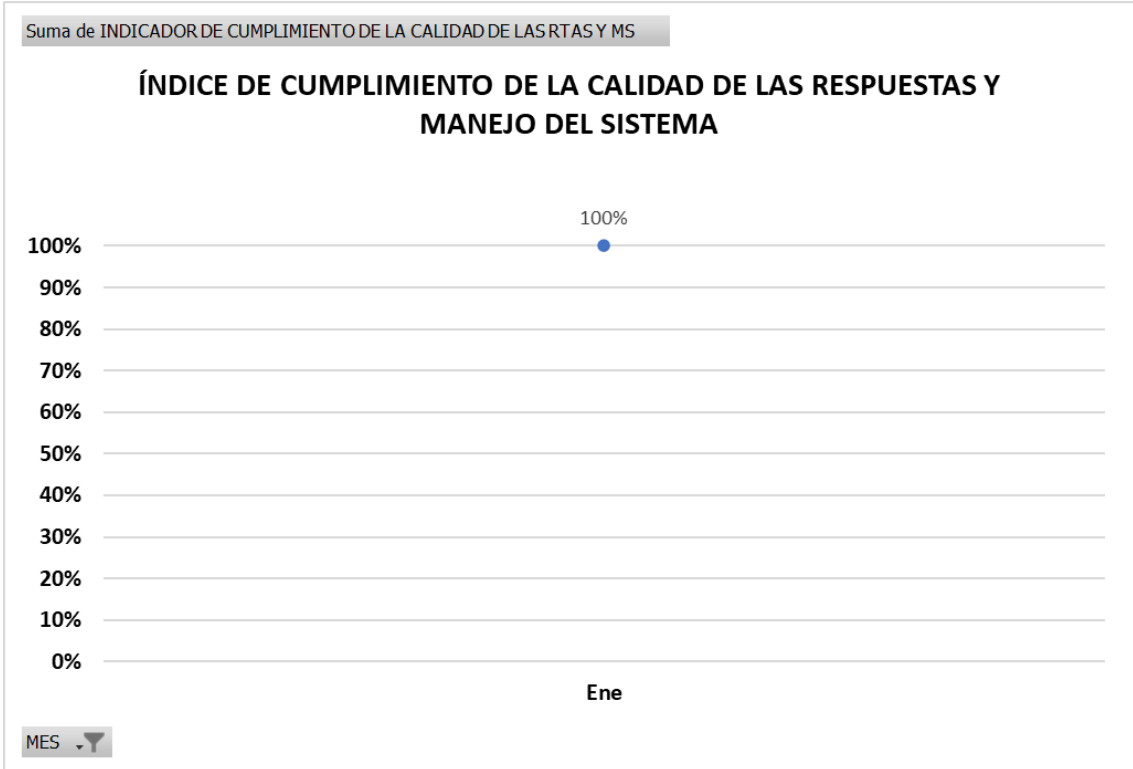 Suma de INDICADOR DE CUMPLIMIENTO DE LA CALIDAD DE LAS RTAS Y MS
ÍNDICE DE CUMPLIMIENTO DE LA CALIDAD DE LAS RESPUESTAS Y
MANEJO DEL SISTEMA
100%
100%
90%
80%
70%
60%
50%
40%
30%
20%
10%
0%
Ene
MES